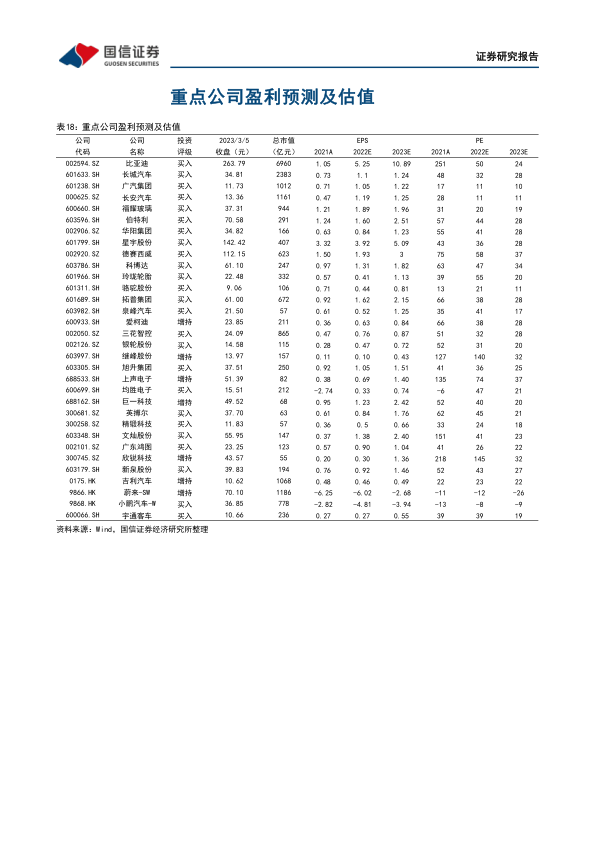 国信证券
GUOSEN SECURITIES
证券研究报告
重点公司盈利预测及估值
表18：重点公司盈利预测及估值
公司 公司 投资 2023/3/5 总市值 EPS PE
代码 名称 评级 收盘（元） （亿元） 2021A 2022E 2023E 2021A 2022E 2023E
002594.SZ 比亚迪 买入 263.79 6960 1.05 5.25 10.89 251 50 24
601633.SH 长城汽车 买入 34.81 2383 0.73 1.1 1.24 48 32 28
601238.SH 广汽集团 买入 11.73 1012 0.71 1.05 1.22 17 11 10
000625.SZ 长安汽车 买入 13.36 1161 0.47 1.19 1.25 28 11 11
600660.SH 福耀玻璃 买入 37.31 944 1.21 1.89 1.96 31 20 19
603596.SH 伯特利 买入 70.58 291 1.24 1.60 2.51 57 44 28
002906.SZ 华阳集团 买入 34.82 166 0.63 0.84 1.23 55 41 28
601799.SH 星宇股份 买入 142.42 407 3.32 3.92 5.09 43 36 28
002920.SZ 德赛西威 买入 112.15 623 1.50 1.93 3 75 58 37
603786.SH 科博达 买入 61.10 247 0.97 1.31 1.82 63 47 34
601966.SH 玲珑轮胎 买入 22.48 332 0.57 0.41 1.13 39 55 20
601311.SH 骆驼股份 买入 9.06 106 0.71 0.44 0.81 13 21 11
601689.SH 拓普集团 买入 61.00 672 0.92 1.62 2.15 66 38 28
603982.SH 泉峰汽车 买入 21.50 57 0.61 0.52 1.25 35 41 17
600933.SH 爱柯迪 增持 23.85 211 0.36 0.63 0.84 66 38 28
002050.SZ 三花智控 买入 24.09 865 0.47 0.76 0.87 51 32 28
002126.SZ 银轮股份 买入 14.58 115 0.28 0.47 0.72 52 31 20
603997.SH 继峰股份 增持 13.97 157 0.11 0.10 0.43 127 140 32
603305.SH 旭升集团 买入 37.51 250 0.92 1.05 1.51 41 36 25
688533.SH 上声电子 增持 51.39 82 0.38 0.69 1.40 135 74 37
600699.SH 均胜电子 买入 15.51 212 -2.74 0.33 0.74 -6 47 21
688162.SH 巨一科技 增持 49.52 68 0.95 1.23 2.42 52 40 20
300681.SZ 英搏尔 买入 37.70 63 0.61 0.84 1.76 62 45 21
300258.SZ 精锻科技 买入 11.83 57 0.36 0.5 0.66 33 24 18
603348.SH 文灿股份 买入 55.95 147 0.37 1.38 2.40 151 41 23
002101.SZ 广东鸿图 买入 23.25 123 0.57 0.90 1.04 41 26 22
300745.SZ 欣锐科技 增持 43.57 55 0.20 0.30 1.36 218 145 32
603179.SH 新泉股份 买入 39.83 194 0.76 0.92 1.46 52 43 27
0175.HK 吉利汽车 增持 10.62 1068 0.48 0.46 0.49 22 23 22
9866.HK 蔚来-SW 增持 70.10 1186 -6.25 -6.02 -2.68 -11 -12 -26
9868.HK 小鹏汽车-W 买入 36.85 778 -2.82 -4.81 -3.94 -13 -8 -9
600066.SH 宇通客车 买入 10.66 236 0.27 0.27 0.55 39 39 19
资料来源：Wind，国信证券经济研究所整理